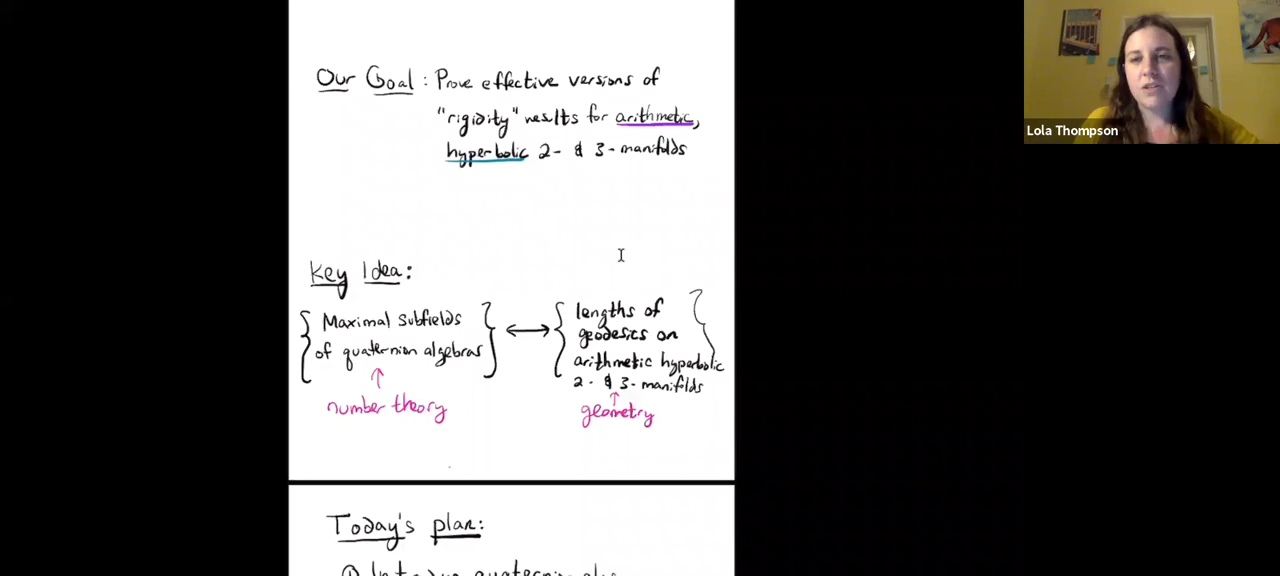 Our Goal: Prove effective versions of
"rigidity" results for arithmetic,
hyperbolic 2- & 3-manifolds
Key Idea:
{ Maximal subfields
of quaternion algebras }
↔
{ lengths of
geodesics on
arithmetic hyperbolic
2- & 3-manifolds }
↑
number theory
↑
geometry
Today's plan:
Lola Thompson